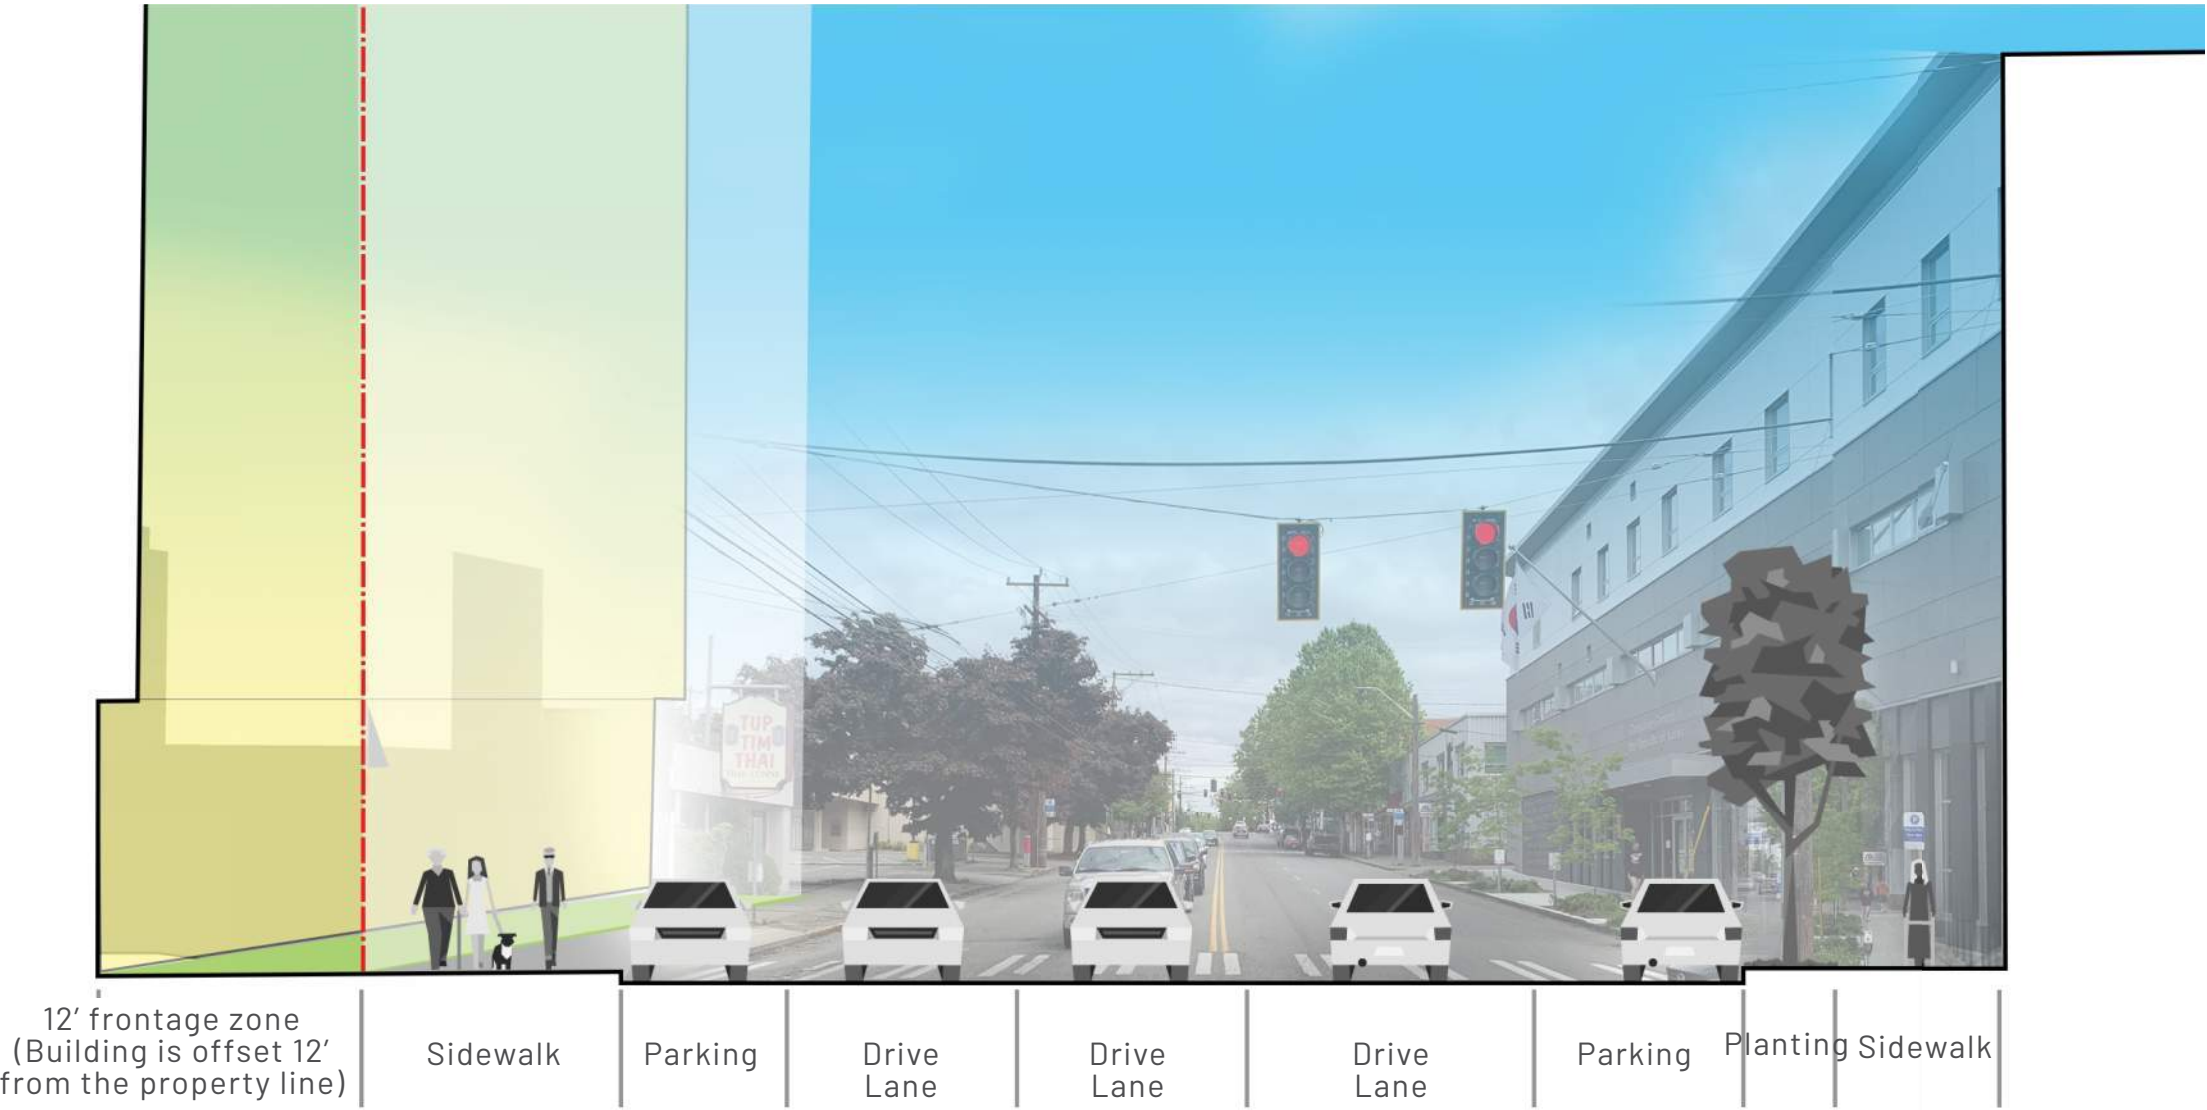 TUP
TIM
THAI
12’ frontage zone
(Building is offset 12’
from the property line)
Sidewalk
Parking
Drive
Lane
Drive
Lane
Drive
Lane
Parking
Planting
Sidewalk